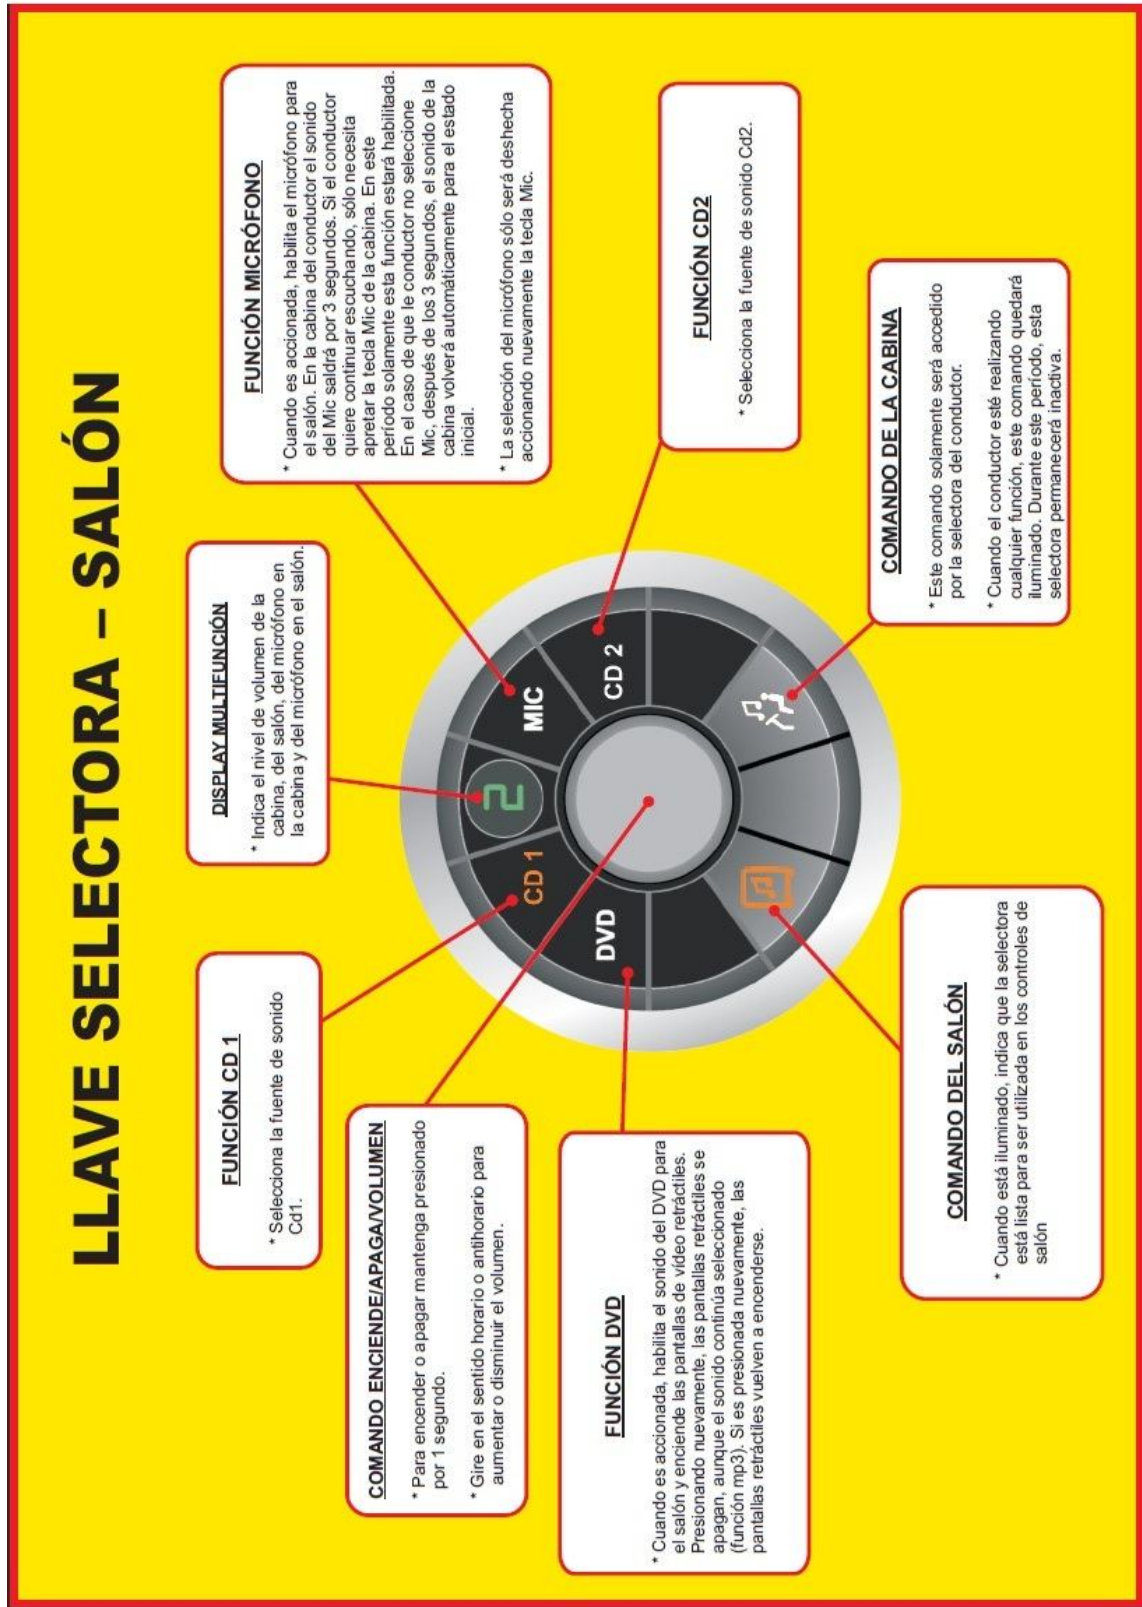 LLAVE SELECTORA – SALÓN
FUNCIÓN CD 1
* Selecciona la fuente de sonido
Cd1.
DISPLAY MULTIFUNCIÓN
* Indica el nivel de volumen de la
cabina, del salón, del micrófono en
la cabina y del micrófono en el salón.
FUNCIÓN MICRÓFONO
* Cuando es accionada, habilita el micrófono para
el salón. En la cabina del conductor el sonido
del Mic saldrá por 3 segundos. Si el conductor
quiere continuar escuchando, sólo necesita
apretar la tecla Mic de la cabina. En este
período solamente esta función estará habilitada.
En el caso de que le conductor no seleccione
Mic, después de los 3 segundos, el sonido de la
cabina volverá automáticamente para el estado
inicial.
* La selección del micrófono sólo será deshecha
accionando nuevamente la tecla Mic.
COMANDO ENCIENDE/APAGA/VOLUMEN
* Para encender o apagar mantenga presionado
por 1 segundo.
* Gire en el sentido horario o antihorario para
aumentar o disminuir el volumen.
CD 1
2
MIC
DVD
CD 2
FUNCIÓN CD2
* Selecciona la fuente de sonido Cd2.
FUNCIÓN DVD
* Cuando es accionada, habilita el sonido del DVD para
el salón y enciende las pantallas de vídeo retráctiles.
Presionando nuevamente, las pantallas retráctiles se
apagan, aunque el sonido continúa seleccionado
(función mp3). Si es presionada nuevamente, las
pantallas retráctiles vuelven a encenderse.
COMANDO DEL SALÓN
* Cuando está iluminado, indica que la selectora
está lista para ser utilizada en los controles de
salón
COMANDO DE LA CABINA
* Este comando solamente será accedido
por la selectora del conductor.
* Cuando el conductor esté realizando
cualquier función, este comando quedará
iluminado. Durante este período, esta
selectora permanecerá inactiva.